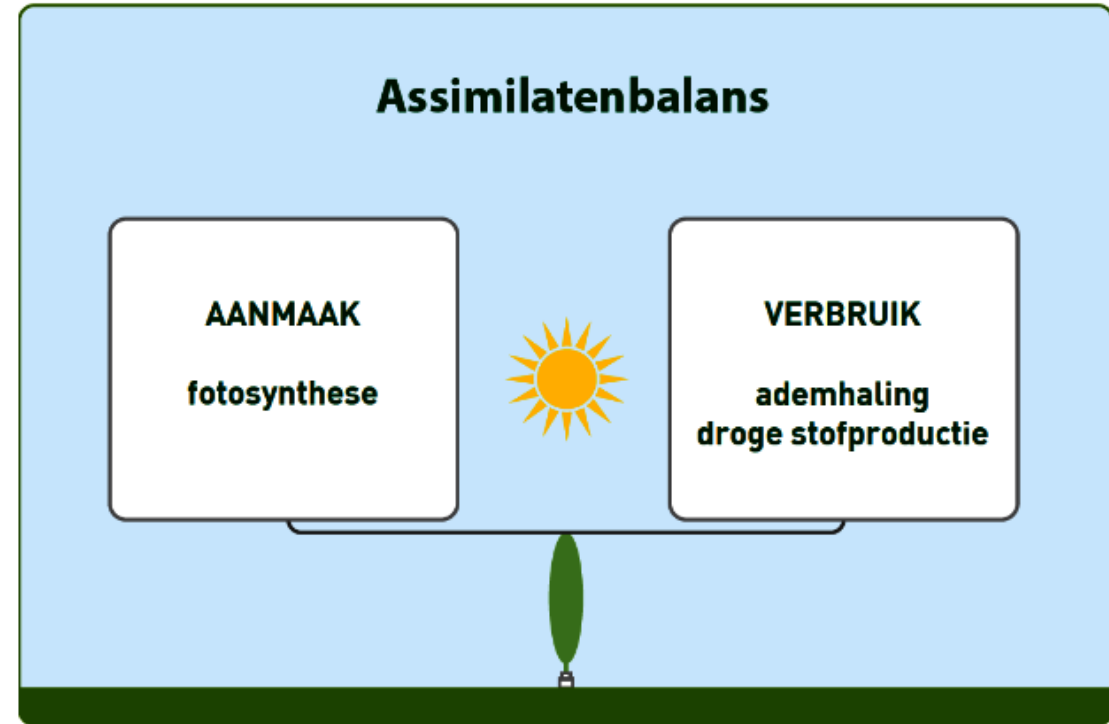 Assimilatenbalans
AANMAAK
fotosynthese
VERBRUIK
ademhaling
droge stofproductie